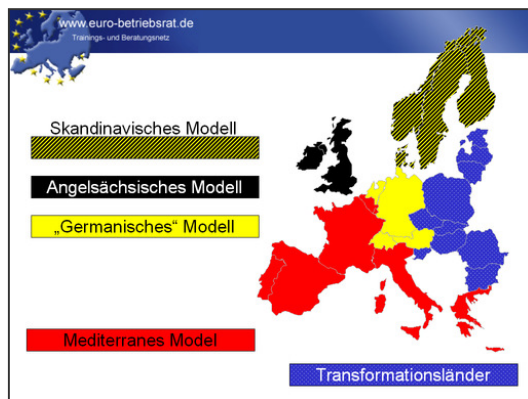 www.euro-betriebsrat.de
Trainings- und Beratungsnetz
Skandinavisches Modell
Angelsächsisches Modell
„Germanisches“ Modell
Mediterranes Model
Transformationsländer